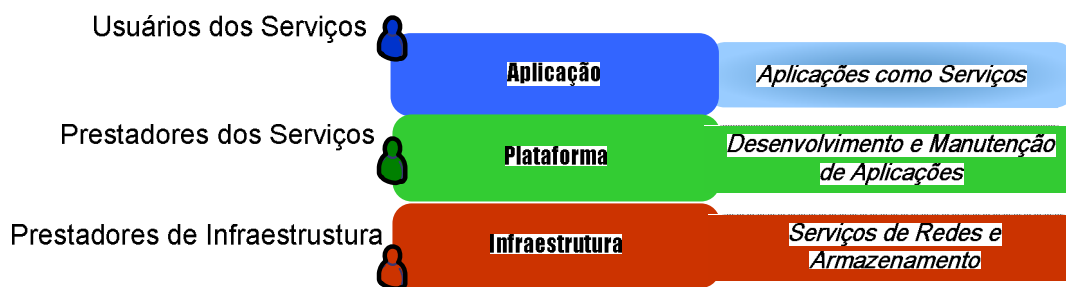 Usuários dos Serviços
Aplicação
Aplicações como Serviços
Prestadores dos Serviços
Plataforma
Desenvolvimento e Manutenção
de Aplicações
Prestadores de Infraestrustura
Infraestrutura
Serviços de Redes e
Armazenamento